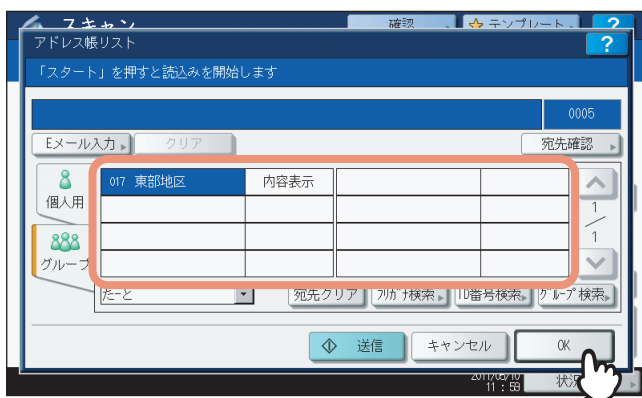 スキャン 確認 テンプレート ?
アドレス帳リスト ?
「スタート」を押すと読込みを開始します
0005
Eメール入力 クリア 宛先確認
個人用
017 東部地区 内容表示
1
1
グループ
たーと 宛先クリア フリガナ検索 ID番号検索 グループ検索
送信 キャンセル OK
11:59 状況